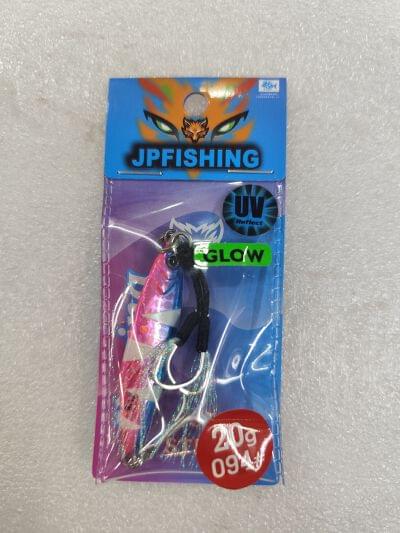 JPFISHING
UV
Reflect
GLOW
20g
094#